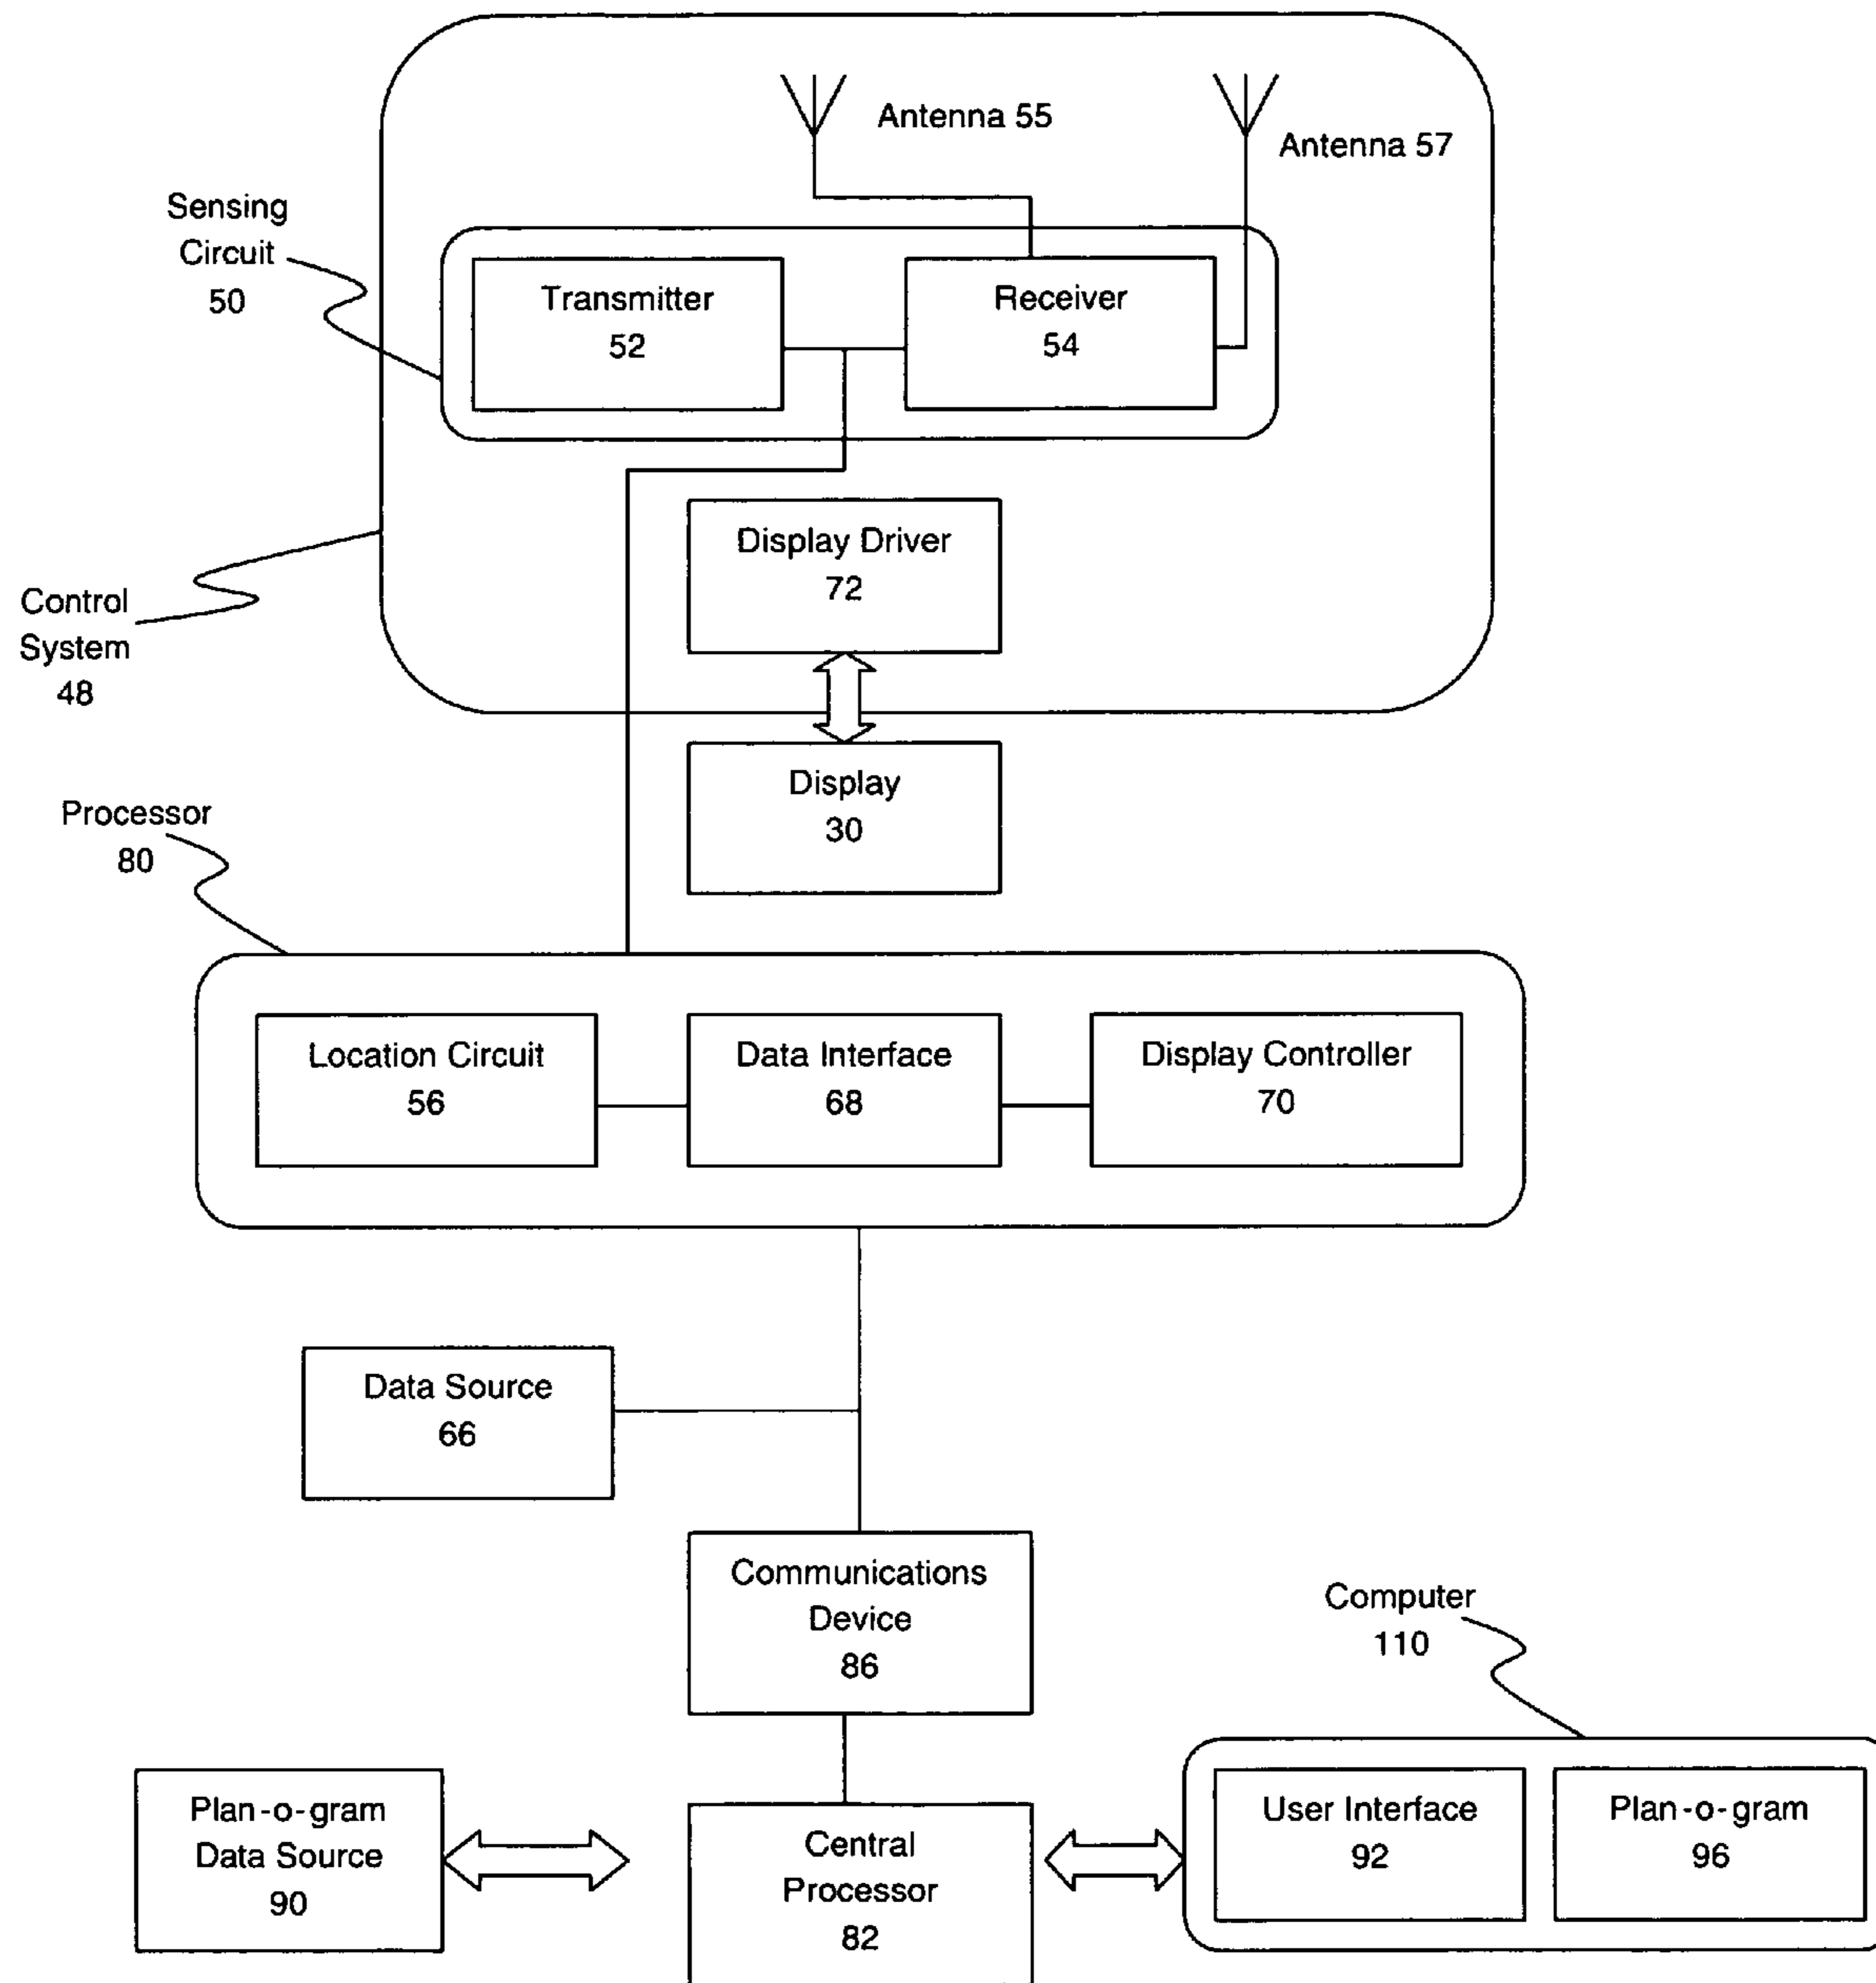 Antenna 55
Antenna 57
Sensing
Circuit
50
Transmitter
52
Receiver
54
Display Driver
72
Control
System
48
Display
30
Processor
80
Location Circuit
56
Data Interface
68
Display Controller
70
Data Source
66
Communications
Device
86
Computer
110
Plan-o-gram
Data Source
90
Central
Processor
82
User Interface
92
Plan-o-gram
96